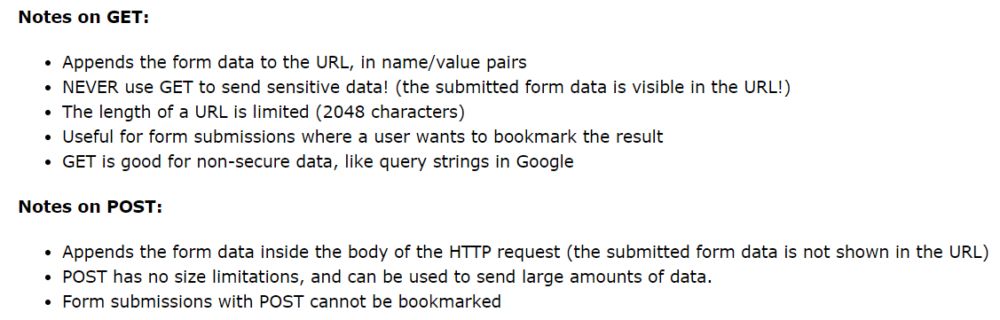 Notes on GET:
• Appends the form data to the URL, in name/value pairs
• NEVER use GET to send sensitive data! (the submitted form data is visible in the URL!)
• The length of a URL is limited (2048 characters)
• Useful for form submissions where a user wants to bookmark the result
• GET is good for non-secure data, like query strings in Google
Notes on POST:
• Appends the form data inside the body of the HTTP request (the submitted form data is not shown in the URL)
• POST has no size limitations, and can be used to send large amounts of data.
• Form submissions with POST cannot be bookmarked